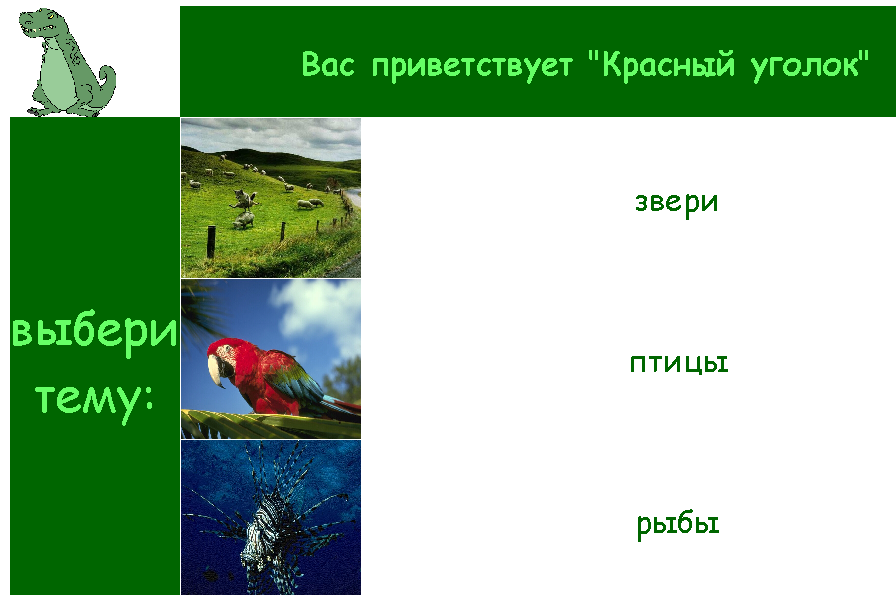 Вас приветствует "Красный уголок"
выбери
тему:
звери
птицы
рыбы